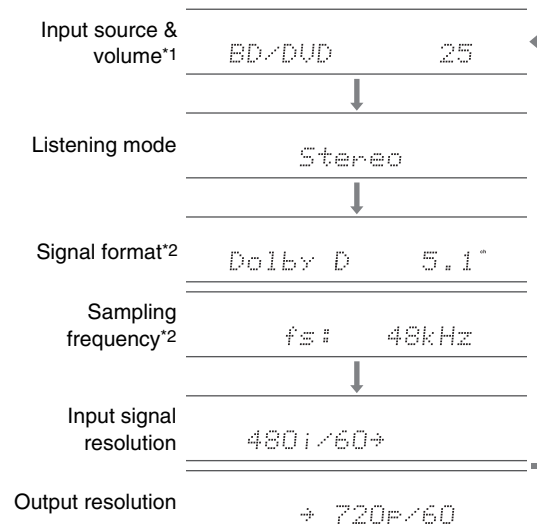 Input source &
volume*1
BD/DVD 25
Listening mode
Stereo
Signal format*2
Dolby D 5.1ch
Sampling
frequency*2
fs: 48kHz
Input signal
resolution
480i/60→
Output resolution
→ 720p/60